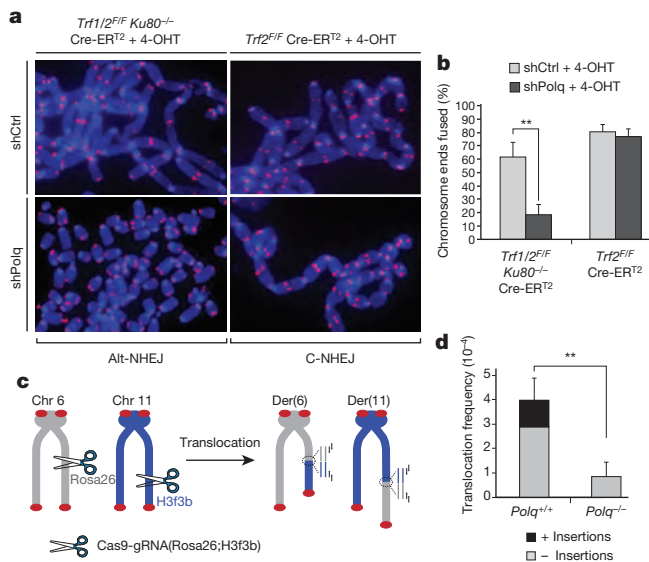 a
Trf1/2F/F Ku80–/–
Cre-ERT2 + 4-OHT
Trf2F/F Cre-ERT2 + 4-OHT
shCtrl
shPolq
Alt-NHEJ
C-NHEJ
b
shCtrl + 4-OHT
shPolq + 4-OHT
Chromosome ends fused (%)
100
90
80
70
60
50
40
30
20
10
0
**
Trf1/2F/F
Ku80–/–
Cre-ERT2
Trf2F/F
Cre-ERT2
c
Chr 6
Chr 11
Rosa26
H3f3b
Translocation
Der(6)
Der(11)
Cas9-gRNA(Rosa26;H3f3b)
d
Translocation frequency (10–4)
5
4
3
2
1
0
**
Polq+/+
Polq–/–
+ Insertions
– Insertions